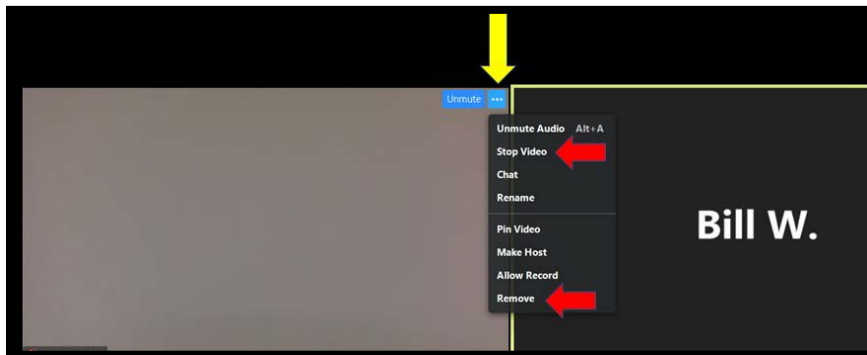 Unmute •••
Unmute Audio Alt+A
Stop Video
Chat
Rename
Pin Video
Make Host
Allow Record
Remove
Bill W.